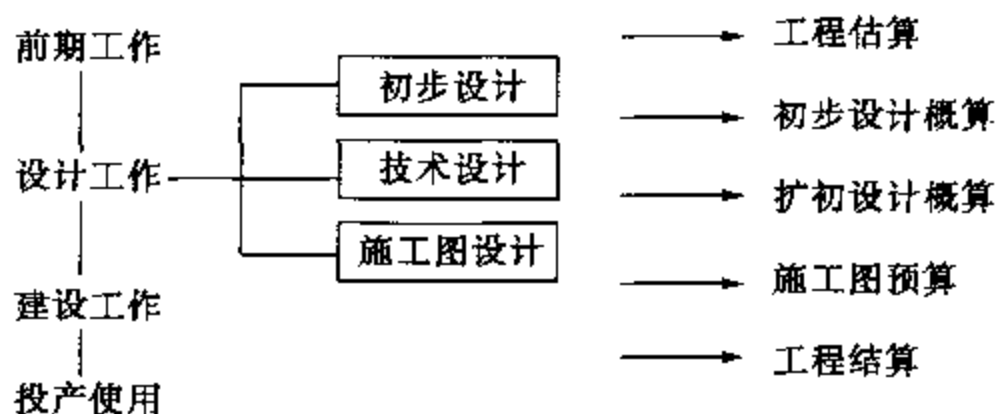 前期工作
设计工作
建设工作
投产使用
初步设计
技术设计
施工图设计
工程估算
初步设计概算
扩初设计概算
施工图预算
工程结算